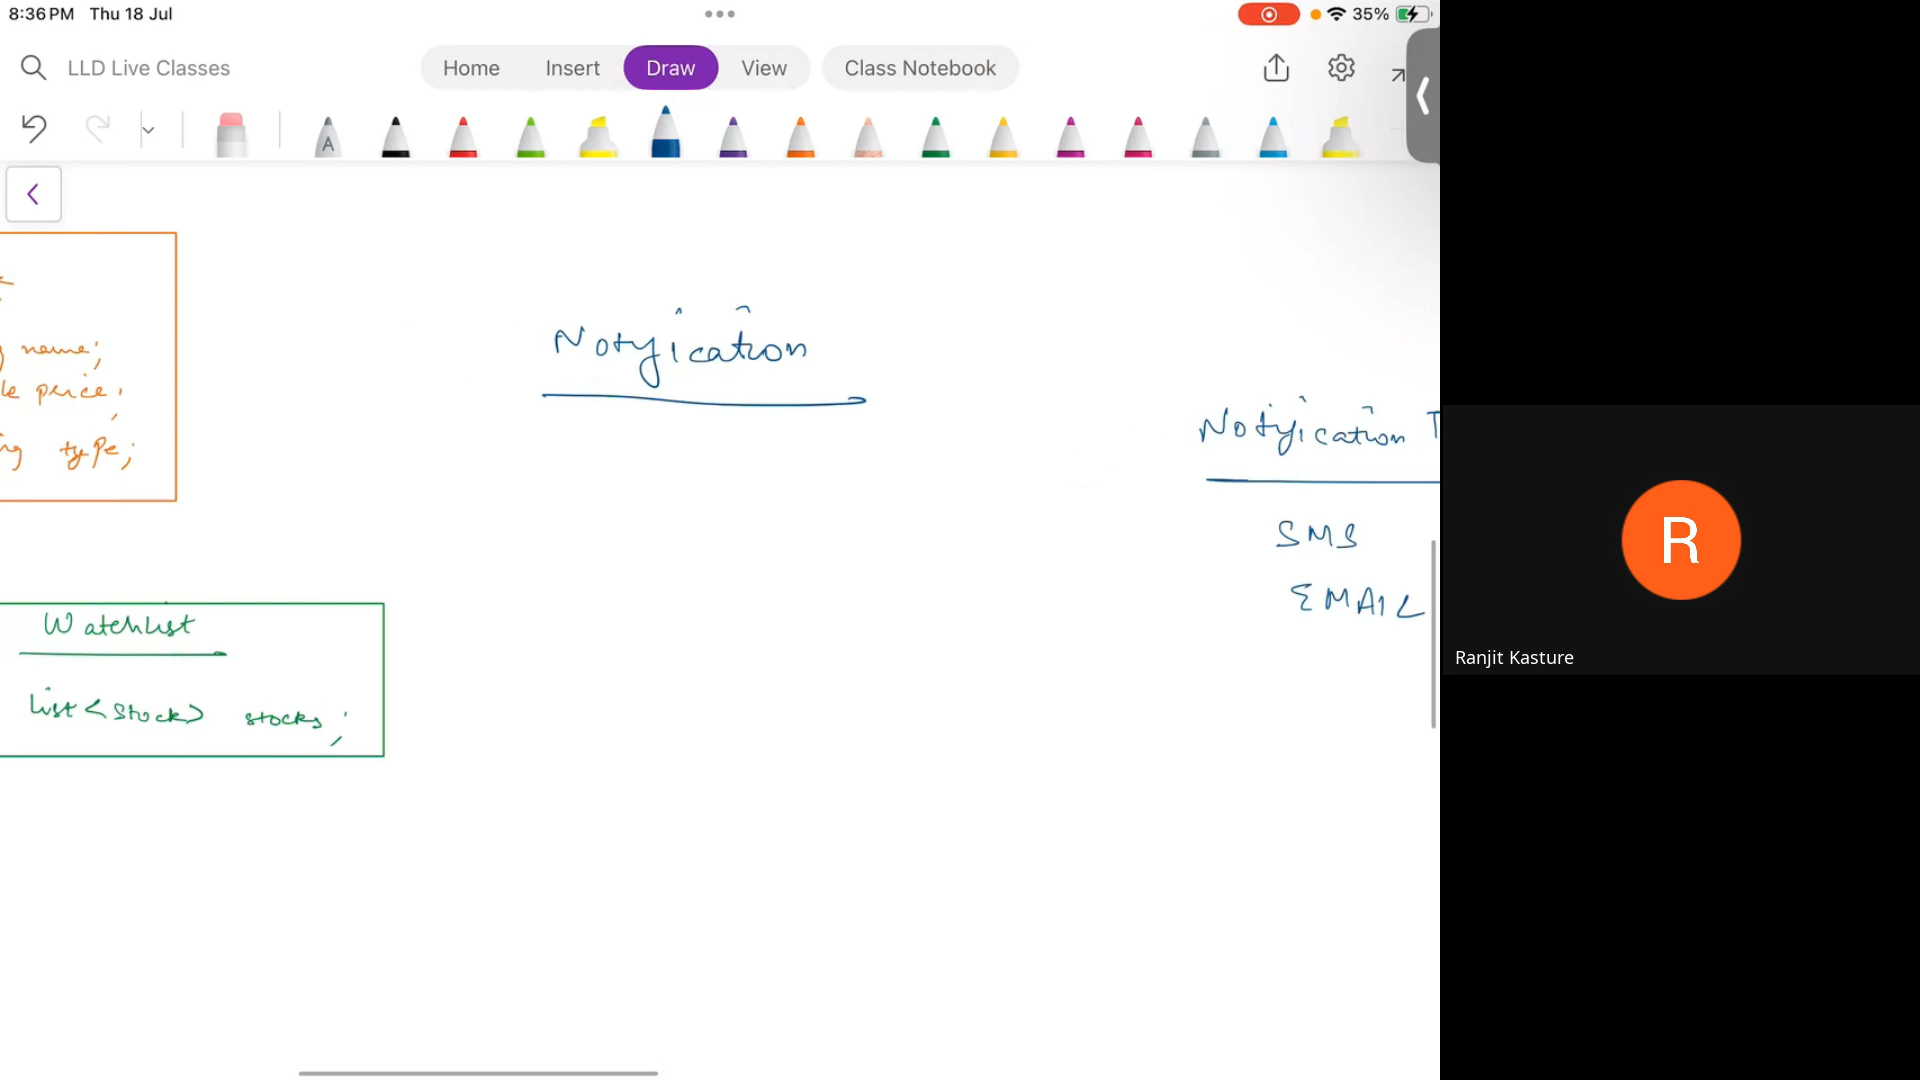 8:36 PM Thu 18 Jul
35%
LLD Live Classes
Home Insert Draw View Class Notebook
A
name;
price;
type;
Notification
Notification T
SMS
EMAIL
Watchlist
List<Stock> stocks;
R
Ranjit Kasture